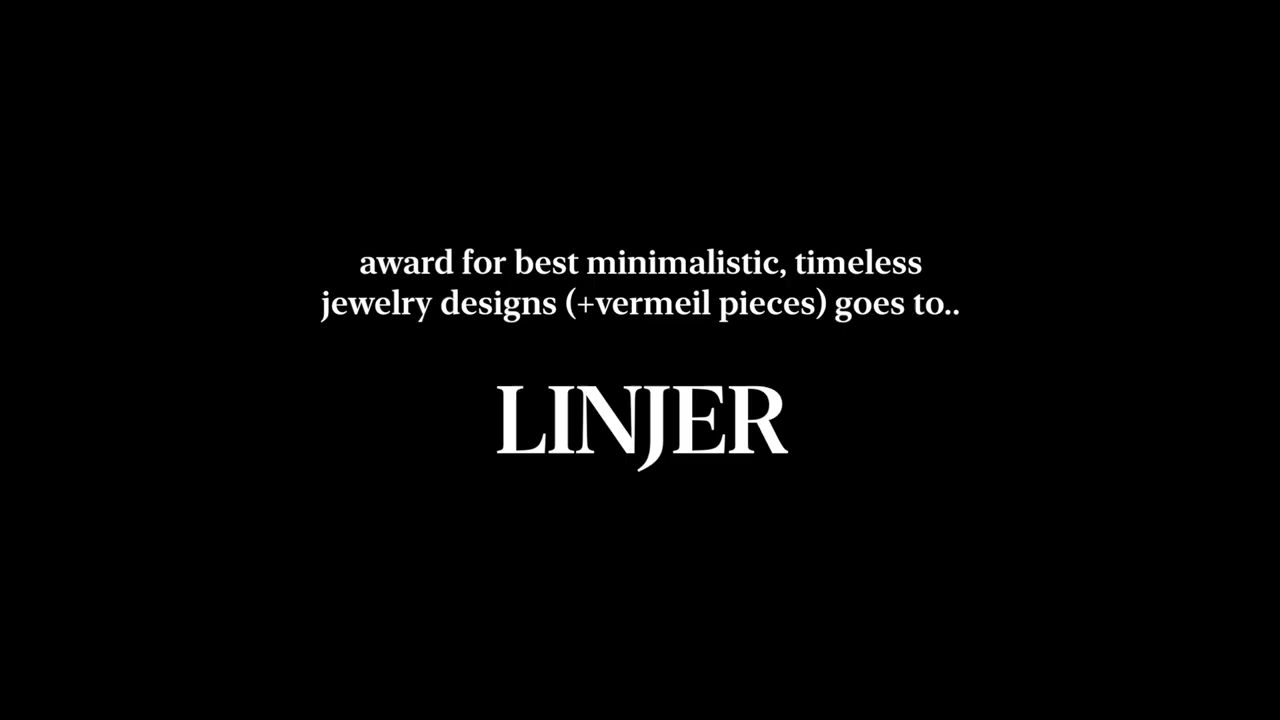 award for best minimalistic, timeless
jewelry designs (+vermeil pieces) goes to..
LINJER